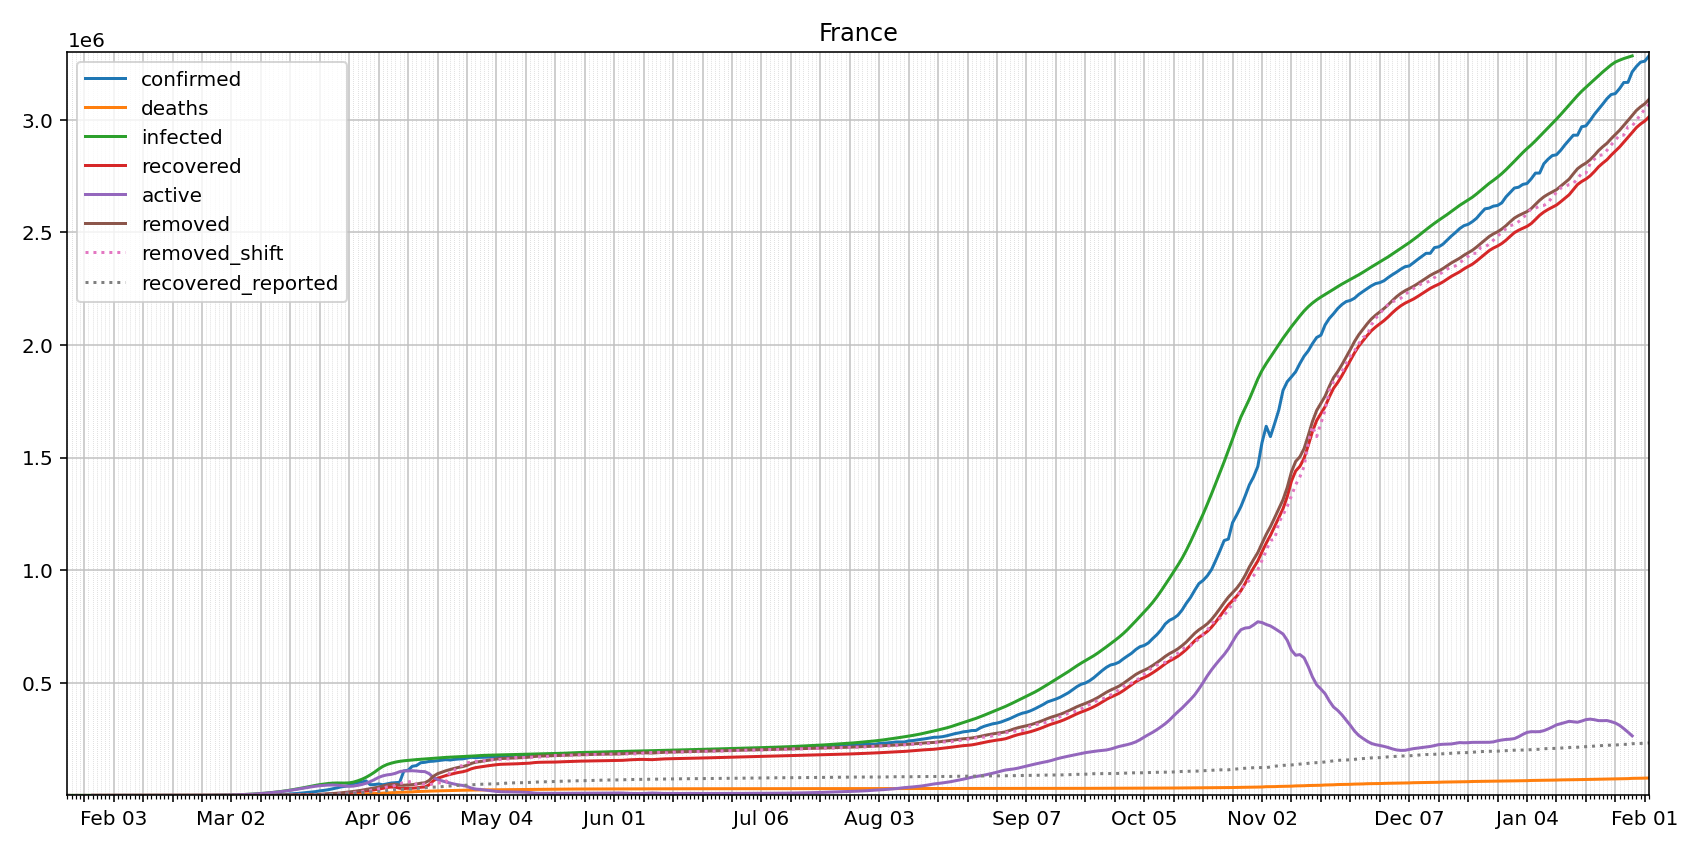 France
1e6
confirmed
deaths
infected
recovered
active
removed
removed_shift
recovered_reported
3.0
2.5
2.0
1.5
1.0
0.5
Feb 03 Mar 02 Apr 06 May 04 Jun 01 Jul 06 Aug 03 Sep 07 Oct 05 Nov 02 Dec 07 Jan 04 Feb 01